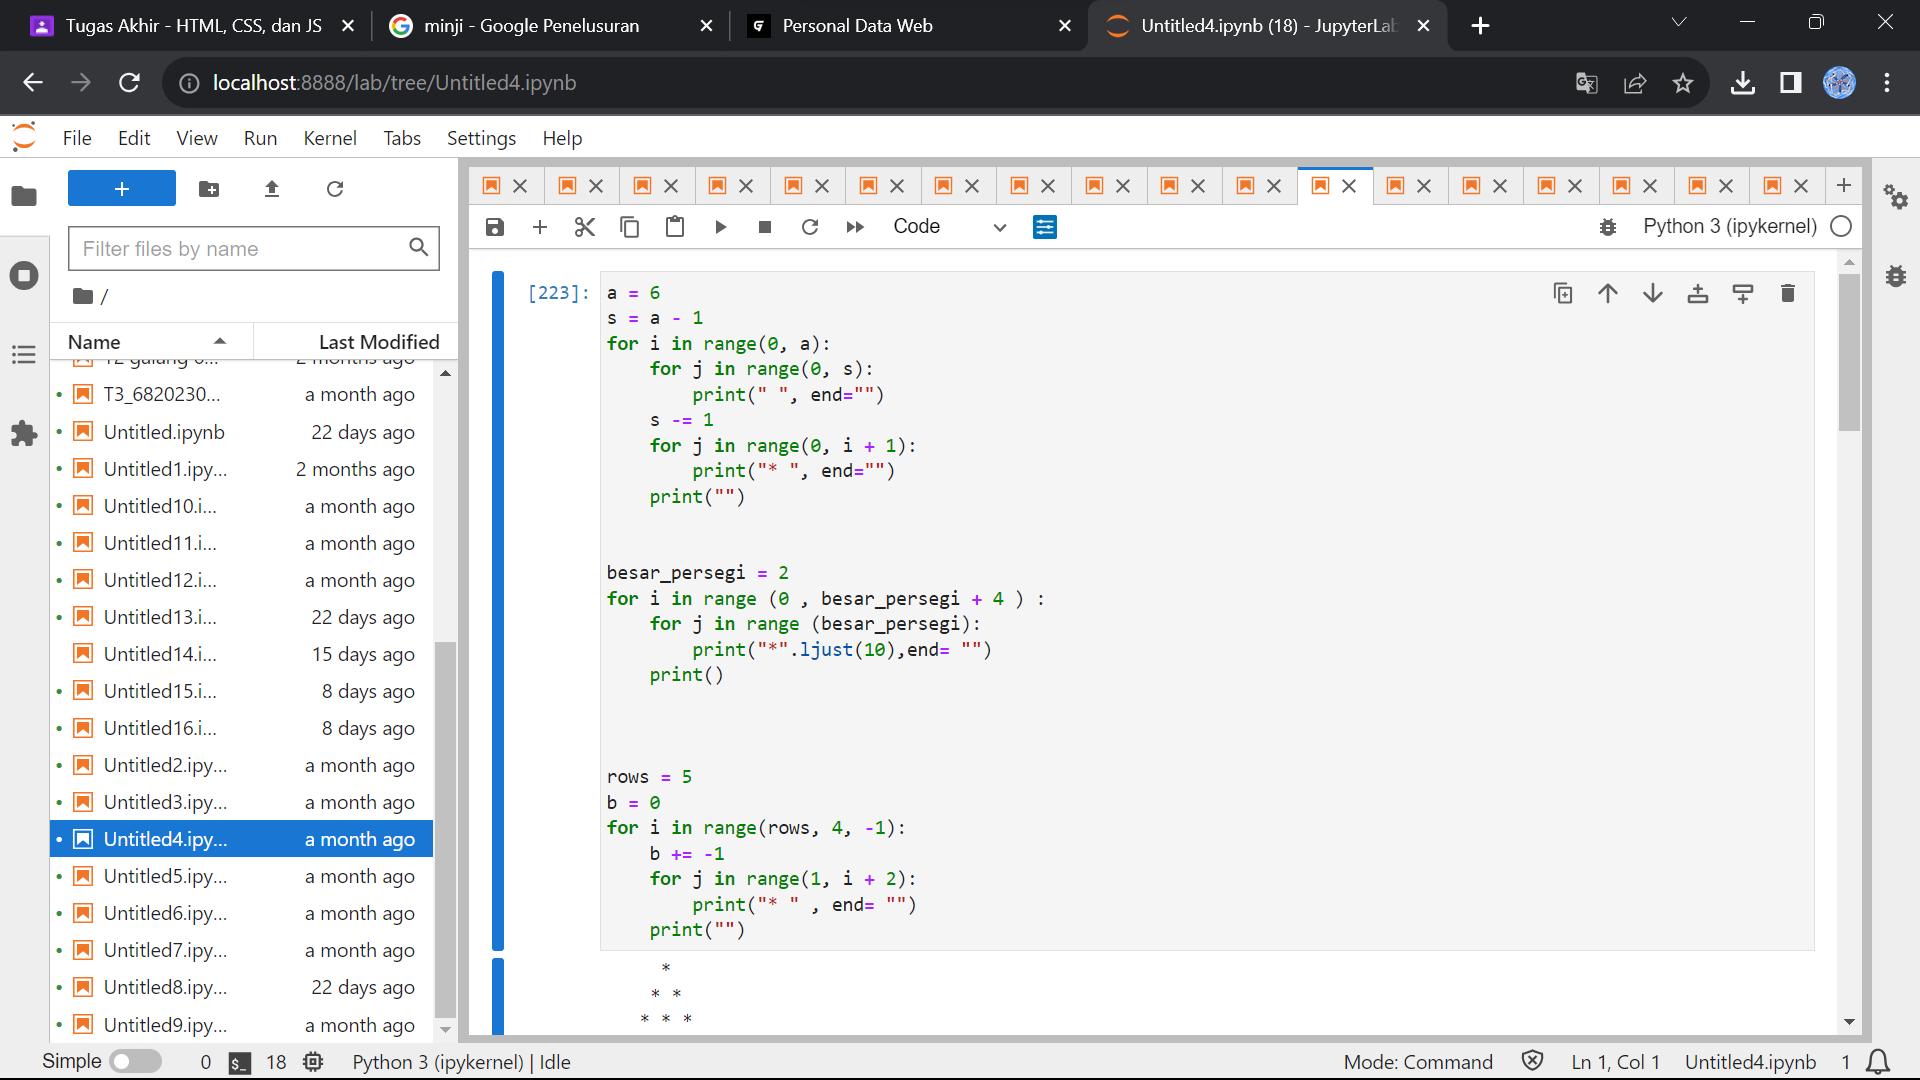 Tugas Akhir - HTML, CSS, dan JS
minji - Google Penelusuran
Personal Data Web
Untitled4.ipynb (18) - JupyterLab
localhost:8888/lab/tree/Untitled4.ipynb
File Edit View Run Kernel Tabs Settings Help
Code
Python 3 (ipykernel)
Filter files by name
/
Name Last Modified
2 months ago
T3_6820230... a month ago
Untitled.ipynb 22 days ago
Untitled1.ipy... 2 months ago
Untitled10.i... a month ago
Untitled11.i... a month ago
Untitled12.i... a month ago
Untitled13.i... 22 days ago
Untitled14.i... 15 days ago
Untitled15.i... 8 days ago
Untitled16.i... 8 days ago
Untitled2.ipy... a month ago
Untitled3.ipy... a month ago
Untitled4.ipy... a month ago
Untitled5.ipy... a month ago
Untitled6.ipy... a month ago
Untitled7.ipy... a month ago
Untitled8.ipy... 22 days ago
Untitled9.ipy... a month ago
[223]:
a = 6
s = a - 1
for i in range(0, a):
    for j in range(0, s):
        print(" ", end="")
    s -= 1
    for j in range(0, i + 1):
        print("* ", end="")
    print("")
besar_persegi = 2
for i in range (0 , besar_persegi + 4 ) :
    for j in range (besar_persegi):
        print("*".ljust(10),end= "")
    print()
rows = 5
b = 0
for i in range(rows, 4, -1):
    b += -1
    for j in range(1, i + 2):
        print("* " , end= "")
    print("")
*
* *
* * *
Simple 0 $_ 18 Python 3 (ipykernel) | Idle
Mode: Command Ln 1, Col 1 Untitled4.ipynb 1